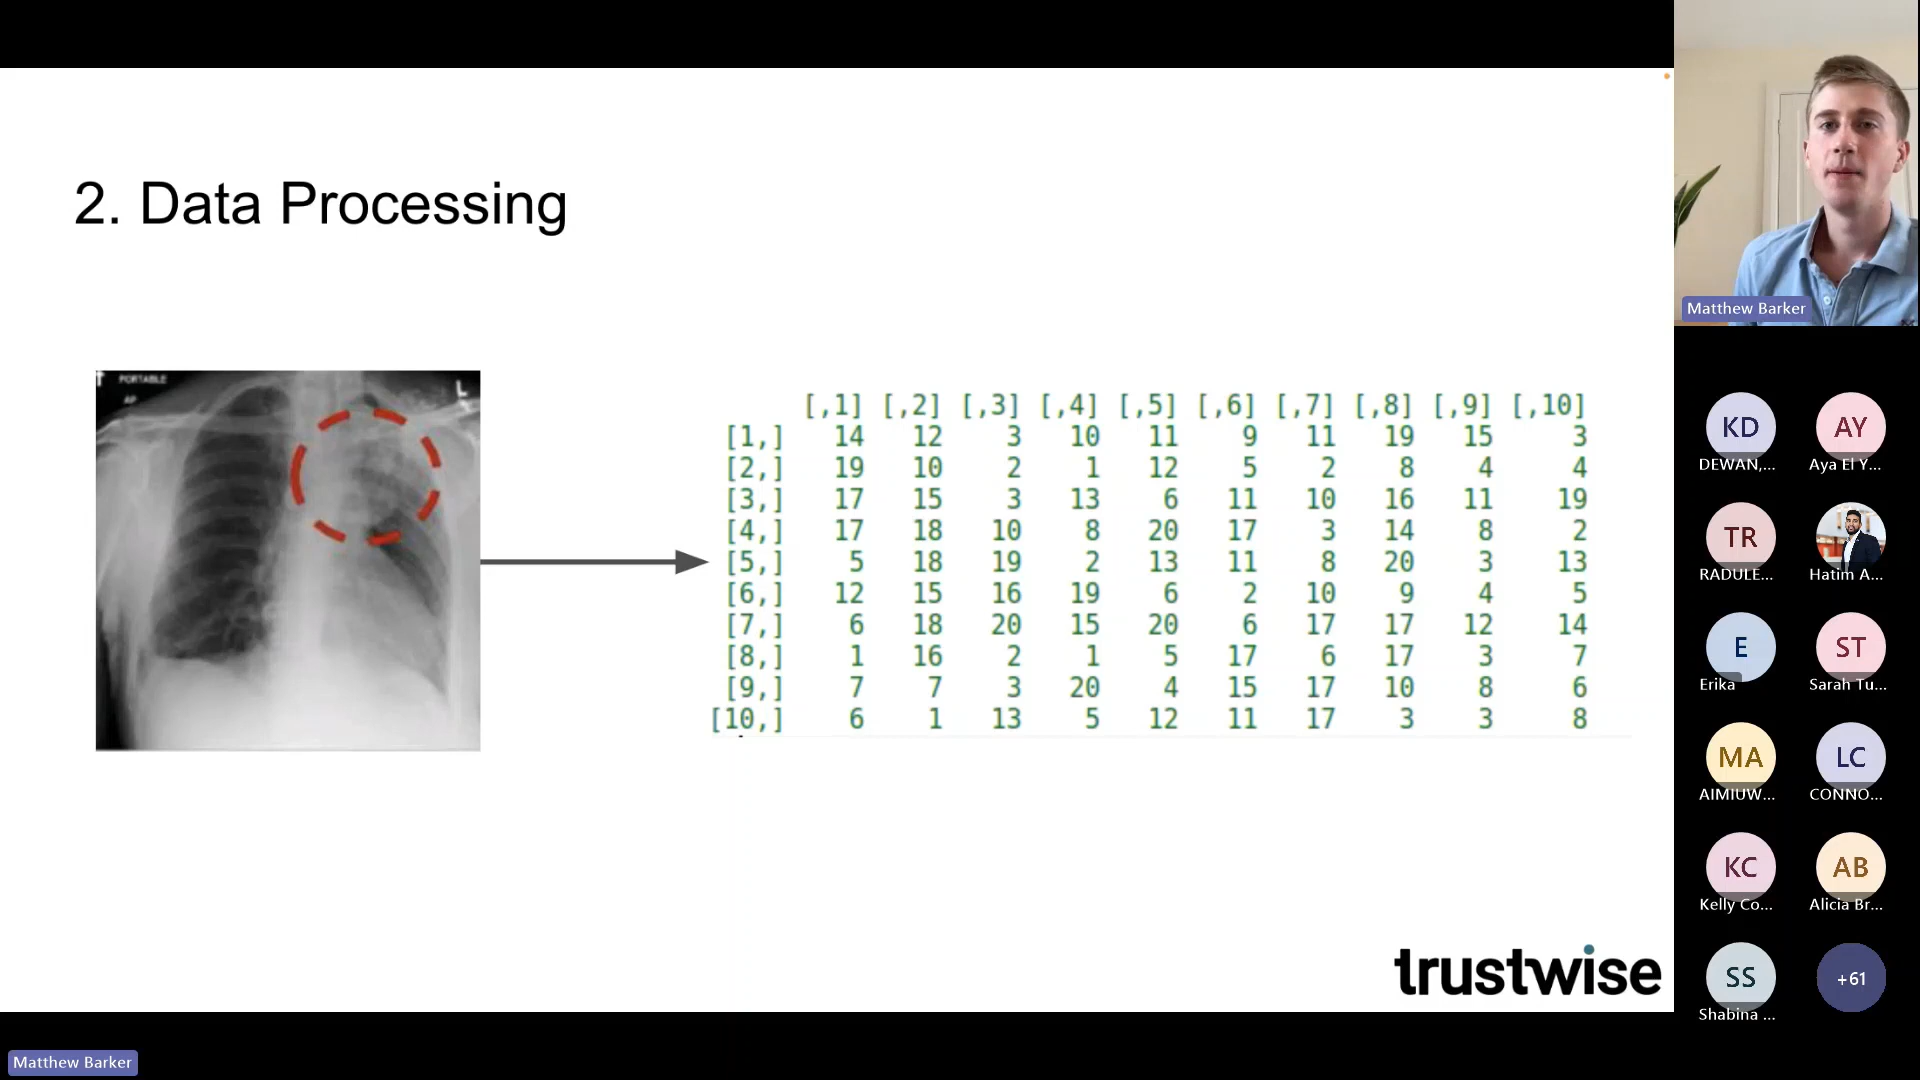 2. Data Processing
PORTABLE
AP
L
[,1] [,2] [,3] [,4] [,5] [,6] [,7] [,8] [,9] [,10]
[1,] 14 12 3 10 11 9 11 19 15 3
[2,] 19 10 2 1 12 5 2 8 4 4
[3,] 17 15 3 13 6 11 10 16 11 19
[4,] 17 18 10 8 20 17 3 14 8 2
[5,] 5 18 19 2 13 11 8 20 3 13
[6,] 12 15 16 19 6 2 10 9 4 5
[7,] 6 18 20 15 20 6 17 17 12 14
[8,] 1 16 2 1 5 17 6 17 3 7
[9,] 7 7 3 20 4 15 17 10 8 6
[10,] 6 1 13 5 12 11 17 3 3 8
trustwise
Matthew Barker
Matthew Barker
KD
DEWAN,...
AY
Aya El Y...
TR
RADULE...
Hatim A...
E
Erika
ST
Sarah Tu...
MA
AIMIUW...
LC
CONNO...
KC
Kelly Co...
AB
Alicia Br...
SS
Shabina ...
+61